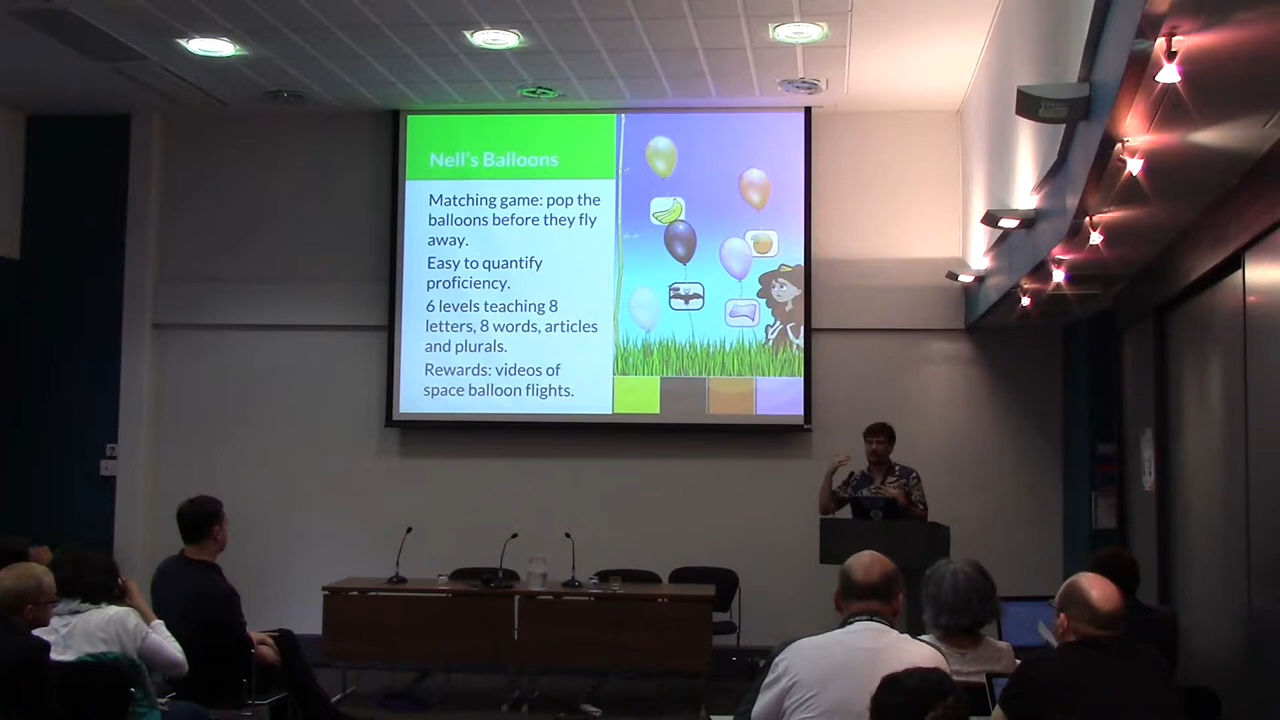 Nell's Balloons
Matching game: pop the
balloons before they fly
away.
Easy to quantify
proficiency.
6 levels teaching 8
letters, 8 words, articles
and plurals.
Rewards: videos of
space balloon flights.